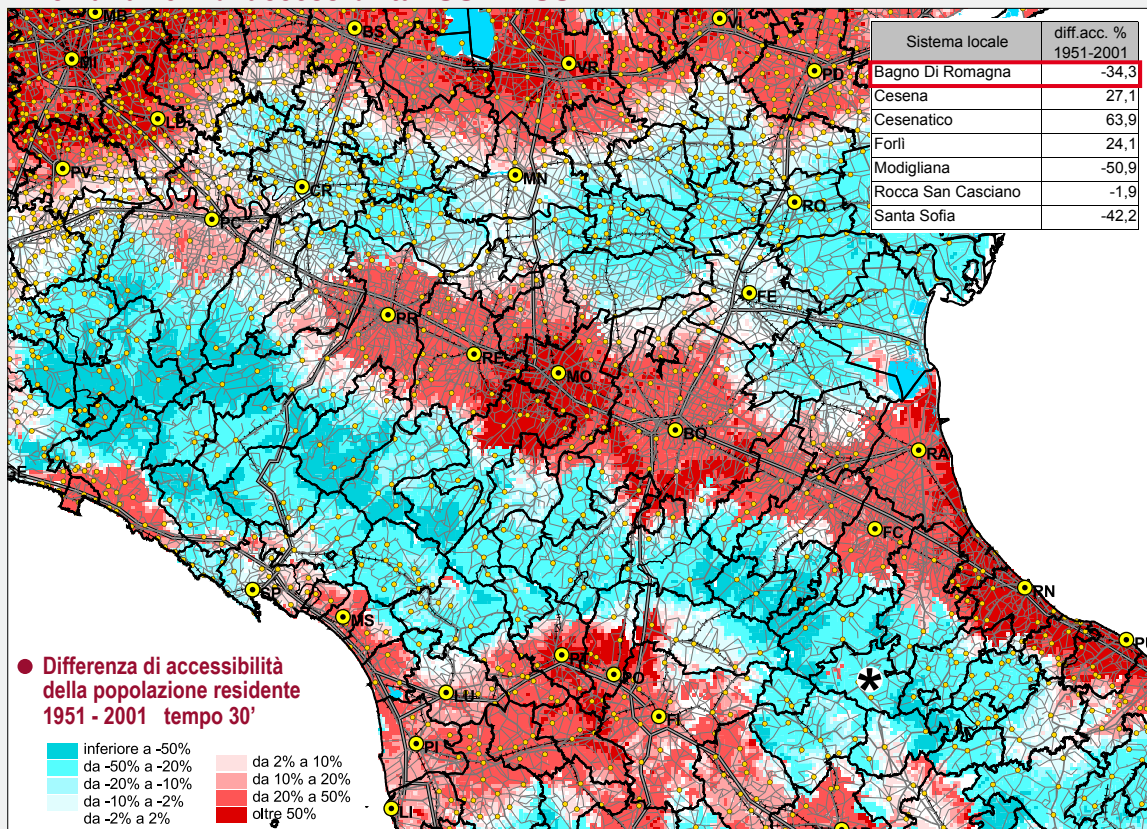 Sistema locale
diff.acc. %
1951-2001
Bagno Di Romagna -34,3
Cesena 27,1
Cesenatico 63,9
Forlì 24,1
Modigliana -50,9
Rocca San Casciano -1,9
Santa Sofia -42,2
MB
BS
VI
MI
VR
PD
PV
CR
MN
RO
FE
PR
RE
MO
BO
RA
FC
RN
SP
MS
PO
LU
FI
PI
LI
*
● Differenza di accessibilità
della popolazione residente
1951 - 2001 tempo 30'
inferiore a -50%
da -50% a -20%
da -20% a -10%
da -10% a -2%
da -2% a 2%
da 2% a 10%
da 10% a 20%
da 20% a 50%
oltre 50%